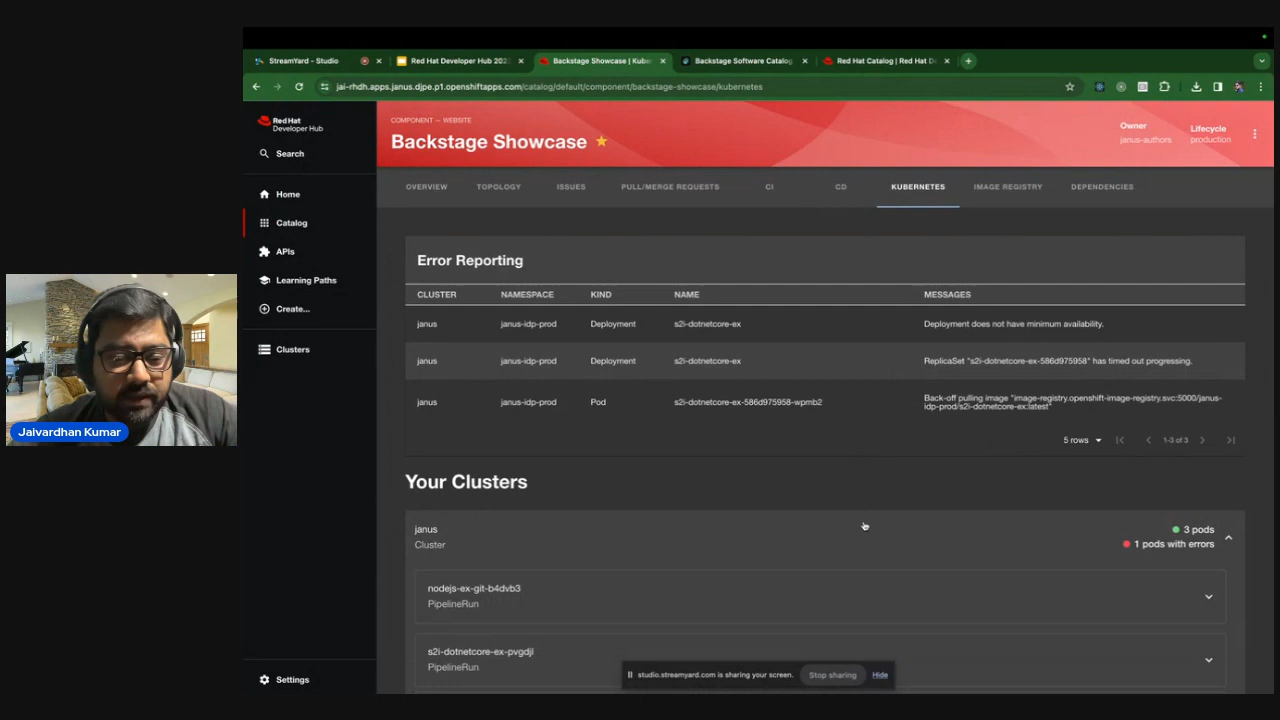 StreamYard - Studio
Red Hat Developer Hub 202
Backstage Showcase | Kube
Backstage Software Catalog
Red Hat Catalog | Red Hat De
jai-rhdh.apps.janus.djpe.p1.openshiftapps.com/catalog/default/component/backstage-showcase/kubernetes
Red Hat
Developer Hub
Search
Home
Catalog
APIs
Learning Paths
Create...
Clusters
Settings
COMPONENT — WEBSITE
Backstage Showcase
Owner
janus-authors
Lifecycle
production
OVERVIEW TOPOLOGY ISSUES PULL/MERGE REQUESTS CI CD KUBERNETES IMAGE REGISTRY DEPENDENCIES
Error Reporting
CLUSTER NAMESPACE KIND NAME MESSAGES
janus janus-idp-prod Deployment s2i-dotnetcore-ex Deployment does not have minimum availability.
janus janus-idp-prod Deployment s2i-dotnetcore-ex ReplicaSet "s2i-dotnetcore-ex-586d975958" has timed out progressing.
janus janus-idp-prod Pod s2i-dotnetcore-ex-586d975958-wpmb2 Back-off pulling image "image-registry.openshift-image-registry.svc:5000/janus-
idp-prod/s2i-dotnetcore-ex:latest"
5 rows 1-3 of 3
Your Clusters
janus
Cluster
3 pods
1 pods with errors
nodejs-ex-git-b4dvb3
PipelineRun
s2i-dotnetcore-ex-pvgdjl
PipelineRun
studio.streamyard.com is sharing your screen. Stop sharing Hide
Jaivardhan Kumar